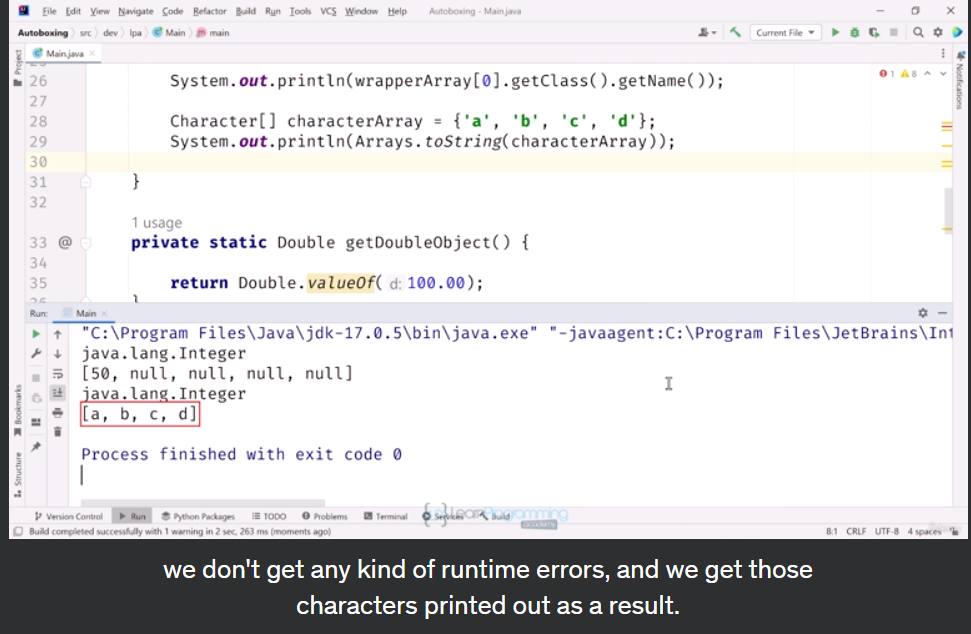 File Edit View Navigate Code Refactor Build Run Tools VCS Window Help Autoboxing - Main.java
Autoboxing src dev lpa Main main Current File
Project
Main.java
1 8
Notifications
26 System.out.println(wrapperArray[0].getClass().getName());
27
28 Character[] characterArray = {'a', 'b', 'c', 'd'};
29 System.out.println(Arrays.toString(characterArray));
30
31 }
32
1 usage
33 @ private static Double getDoubleObject() {
34
35 return Double.valueOf( d: 100.00);
}
Run: Main
"C:\Program Files\Java\jdk-17.0.5\bin\java.exe" "-javaagent:C:\Program Files\JetBrains\Int
java.lang.Integer
[50, null, null, null, null]
java.lang.Integer
[a, b, c, d]
Process finished with exit code 0
Bookmarks
Structure
Version Control Run Python Packages TODO Problems Terminal Services Build
LearnProgramming
academy
Build completed successfully with 1 warning in 2 sec, 263 ms (moments ago) 8:1 CRLF UTF-8 4 spaces
we don't get any kind of runtime errors, and we get those
characters printed out as a result.